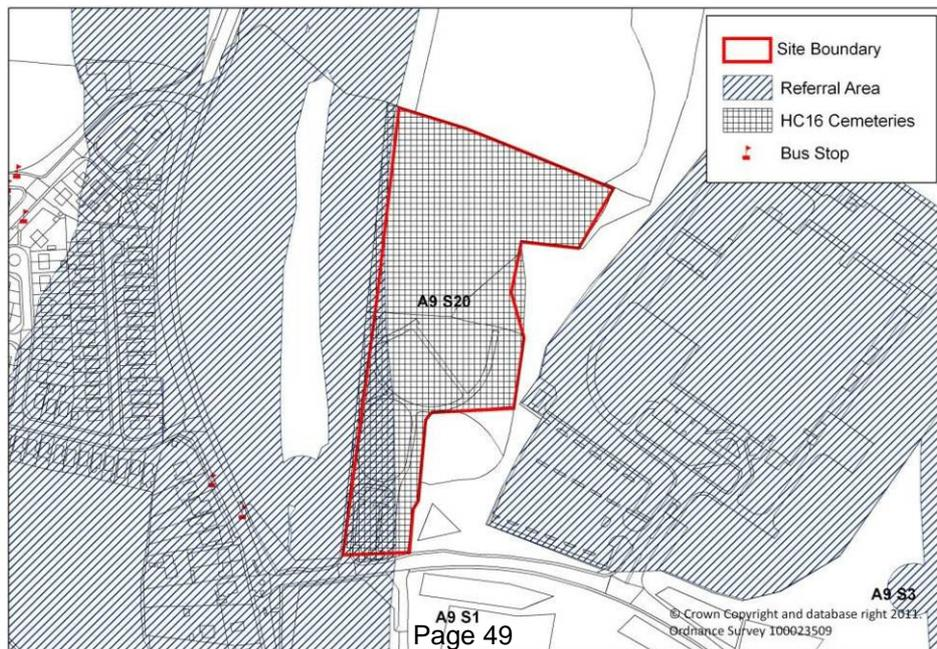 Site Boundary
Referral Area
HC16 Cemeteries
Bus Stop
A9 S20
A9 S3
A9 S1
© Crown Copyright and database right 2011.
Ordnance Survey 100023509
Page 49